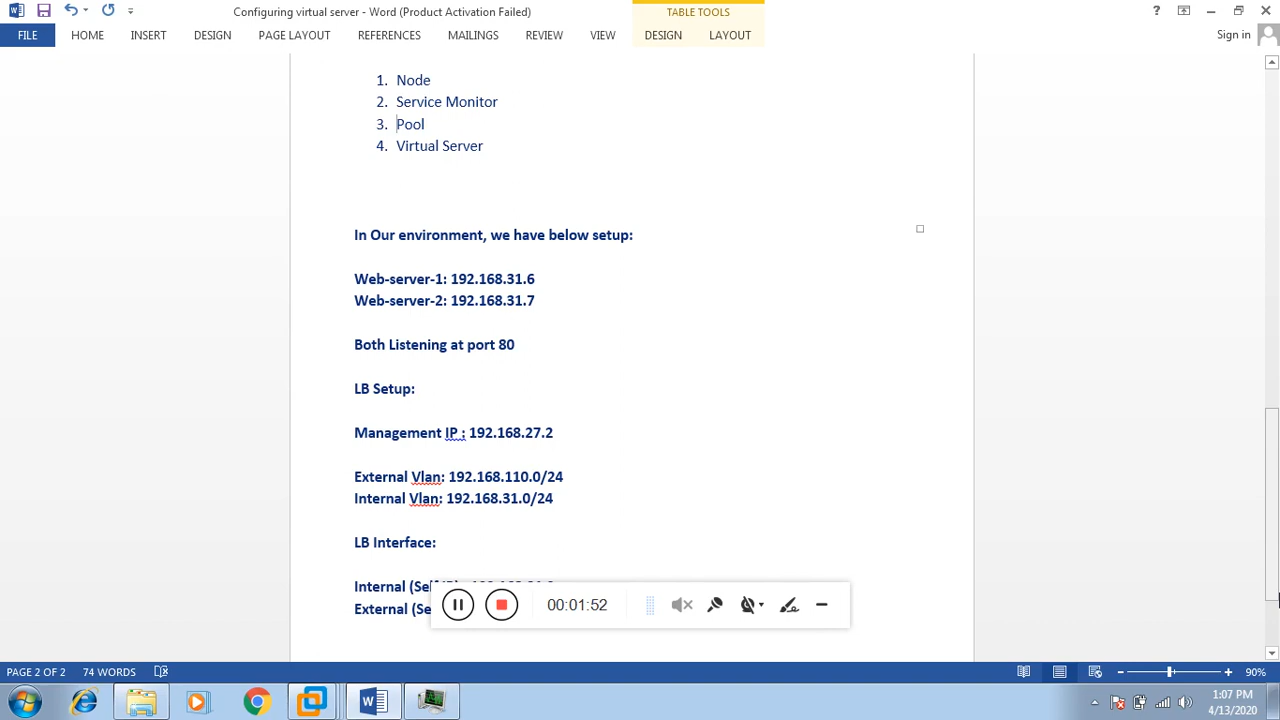 Configuring virtual server - Word (Product Activation Failed)
TABLE TOOLS
FILE HOME INSERT DESIGN PAGE LAYOUT REFERENCES MAILINGS REVIEW VIEW DESIGN LAYOUT
Sign in
1. Node
2. Service Monitor
3. Pool
4. Virtual Server
In Our environment, we have below setup:
Web-server-1: 192.168.31.6
Web-server-2: 192.168.31.7
Both Listening at port 80
LB Setup:
Management IP : 192.168.27.2
External Vlan: 192.168.110.0/24
Internal Vlan: 192.168.31.0/24
LB Interface:
Internal
External
00:01:52
PAGE 2 OF 2 74 WORDS
90%
1:07 PM
4/13/2020